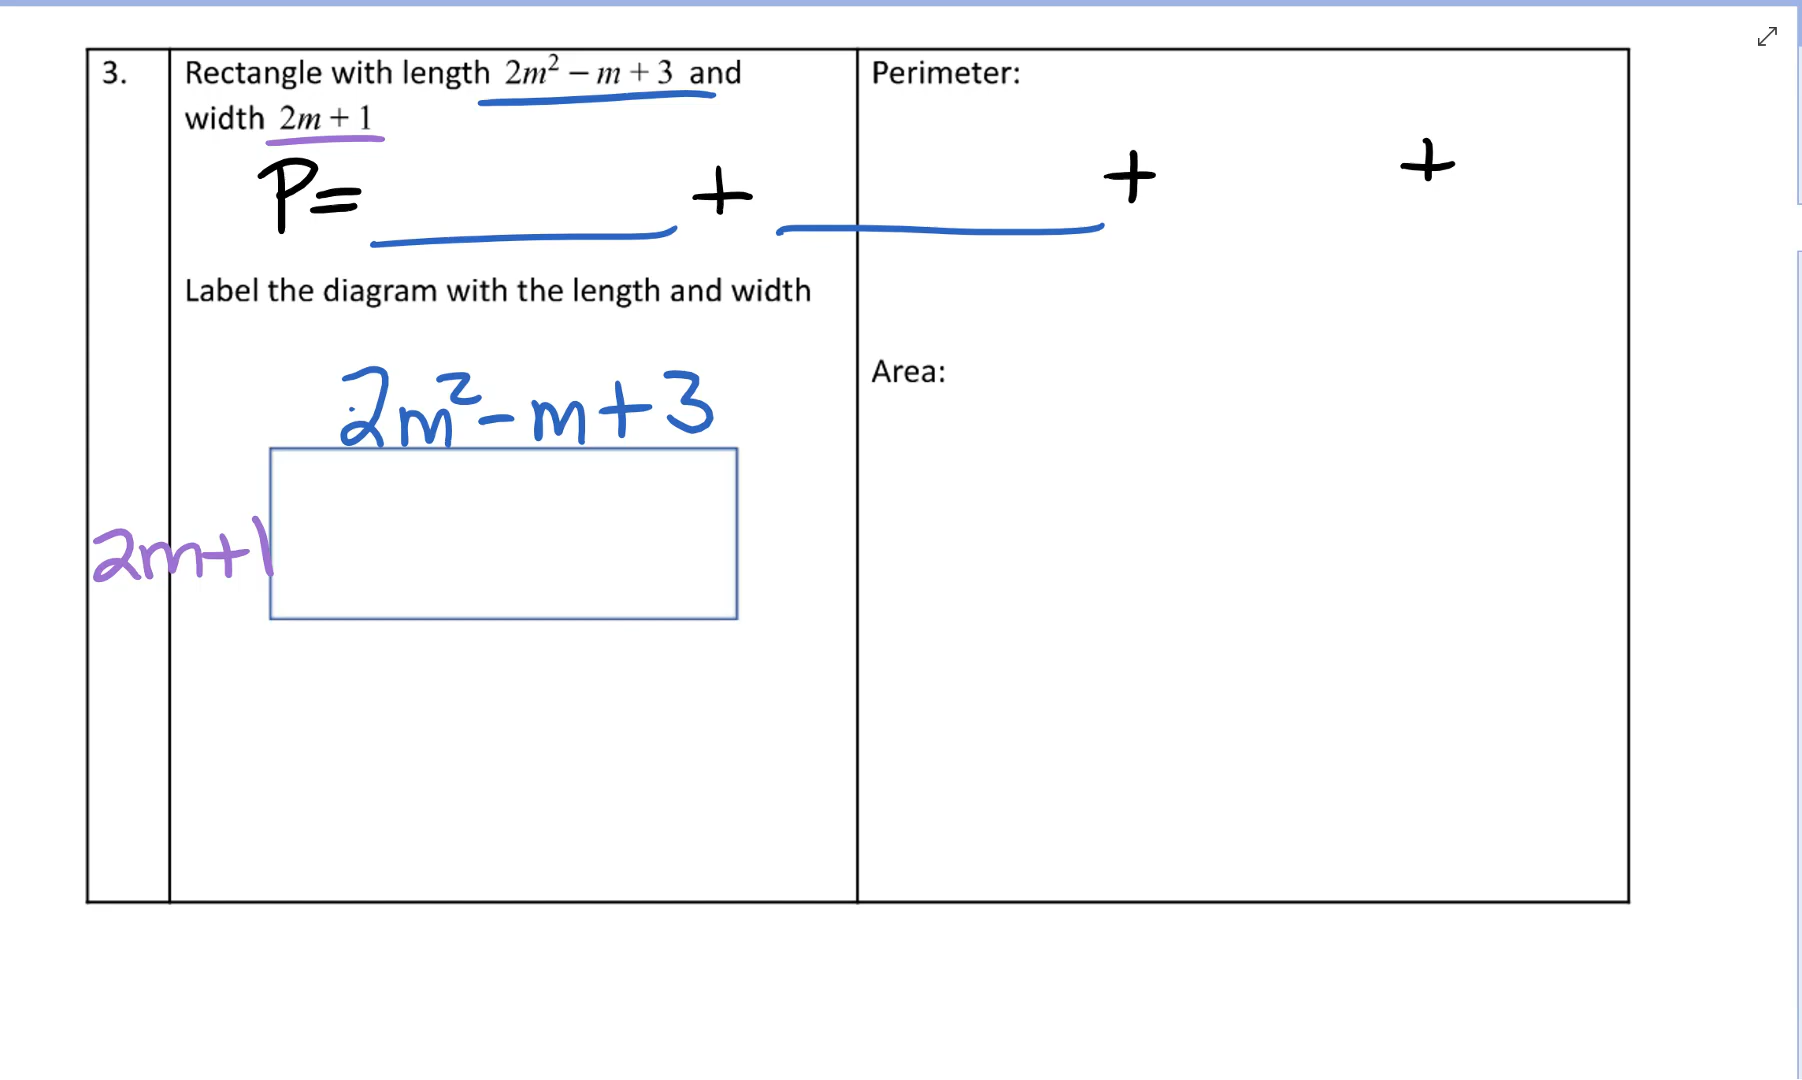 3.
Rectangle with length 2m² – m + 3 and
width 2m + 1
P= + + +
Label the diagram with the length and width
2m²-m+3
2m+1
Perimeter:
Area: